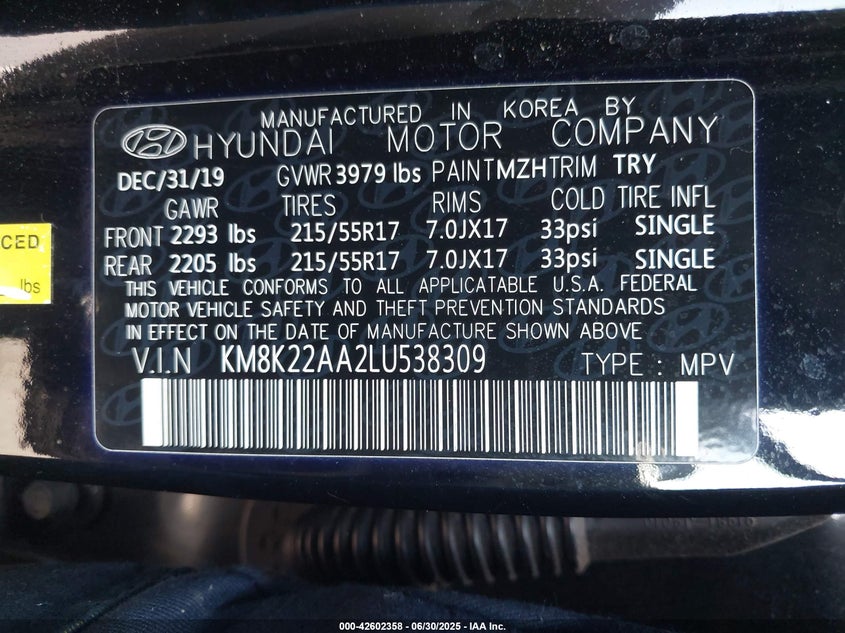 MANUFACTURED IN KOREA BY
HYUNDAI MOTOR COMPANY
DEC/31/19 GVWR 3979 lbs PAINT MZH TRIM TRY
GAWR TIRES RIMS COLD TIRE INFL
FRONT 2293 lbs 215/55R17 7.0JX17 33psi SINGLE
REAR 2205 lbs 215/55R17 7.0JX17 33psi SINGLE
THIS VEHICLE CONFORMS TO ALL APPLICATABLE U.S.A. FEDERAL
MOTOR VEHICLE SAFETY AND THEFT PREVENTION STANDARDS
IN EFFECT ON THE DATE OF MANUFACTURE SHOWN ABOVE
V.I.N KM8K22AA2LU538309 TYPE : MPV
CED
lbs
000-42602358 - 06/30/2025 - IAA Inc.